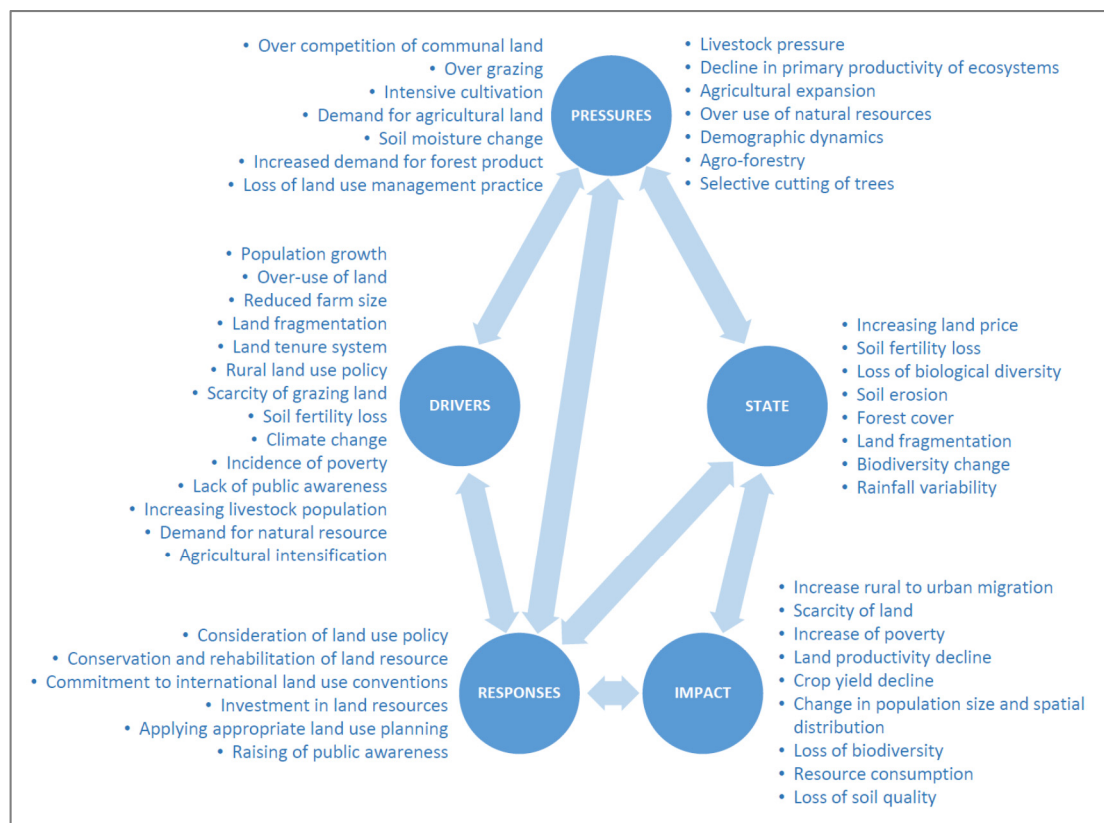 • Over competition of communal land
• Over grazing
• Intensive cultivation
• Demand for agricultural land
• Soil moisture change
• Increased demand for forest product
• Loss of land use management practice
PRESSURES
• Livestock pressure
• Decline in primary productivity of ecosystems
• Agricultural expansion
• Over use of natural resources
• Demographic dynamics
• Agro-forestry
• Selective cutting of trees
• Population growth
• Over-use of land
• Reduced farm size
• Land fragmentation
• Land tenure system
• Rural land use policy
• Scarcity of grazing land
• Soil fertility loss
• Climate change
• Incidence of poverty
• Lack of public awareness
• Increasing livestock population
• Demand for natural resource
• Agricultural intensification
DRIVERS
STATE
• Increasing land price
• Soil fertility loss
• Loss of biological diversity
• Soil erosion
• Forest cover
• Land fragmentation
• Biodiversity change
• Rainfall variability
• Consideration of land use policy
• Conservation and rehabilitation of land resource
• Commitment to international land use conventions
• Investment in land resources
• Applying appropriate land use planning
• Raising of public awareness
RESPONSES
IMPACT
• Increase rural to urban migration
• Scarcity of land
• Increase of poverty
• Land productivity decline
• Crop yield decline
• Change in population size and spatial
distribution
• Loss of biodiversity
• Resource consumption
• Loss of soil quality